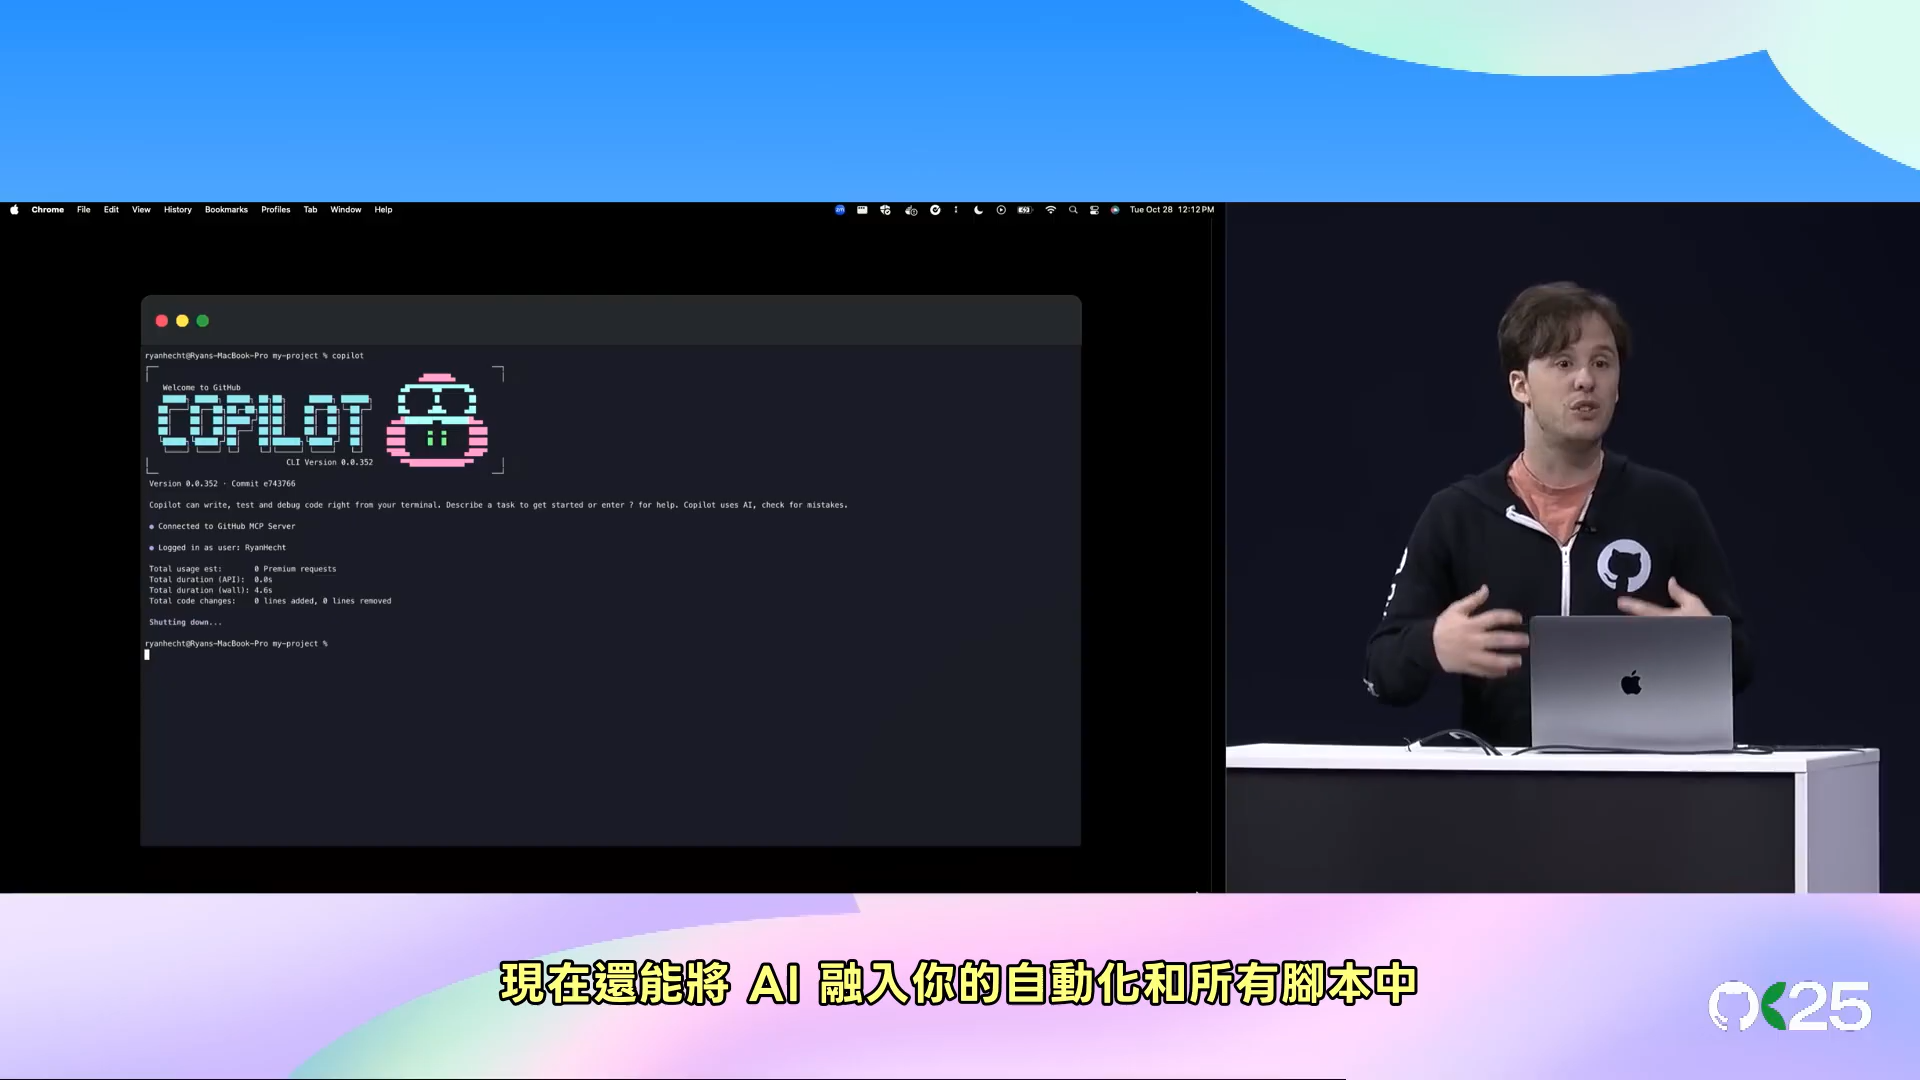 Chrome File Edit View History Bookmarks Profiles Tab Window Help
Tue Oct 28 12:12 PM
ryanhecht@Ryans-MacBook-Pro my-project % copilot
Welcome to GitHub
COPILOT
CLI Version 0.0.352
Version 0.0.352 · Commit e743766
Copilot can write, test and debug code right from your terminal. Describe a task to get started or enter ? for help. Copilot uses AI, check for mistakes.
● Connected to GitHub MCP Server
● Logged in as user: RyanHecht
Total usage est: 0 Premium requests
Total duration (API): 0.0s
Total duration (wall): 4.6s
Total code changes: 0 lines added, 0 lines removed
Shutting down...
ryanhecht@Ryans-MacBook-Pro my-project %
現在還能將 AI 融入你的自動化和所有腳本中
25